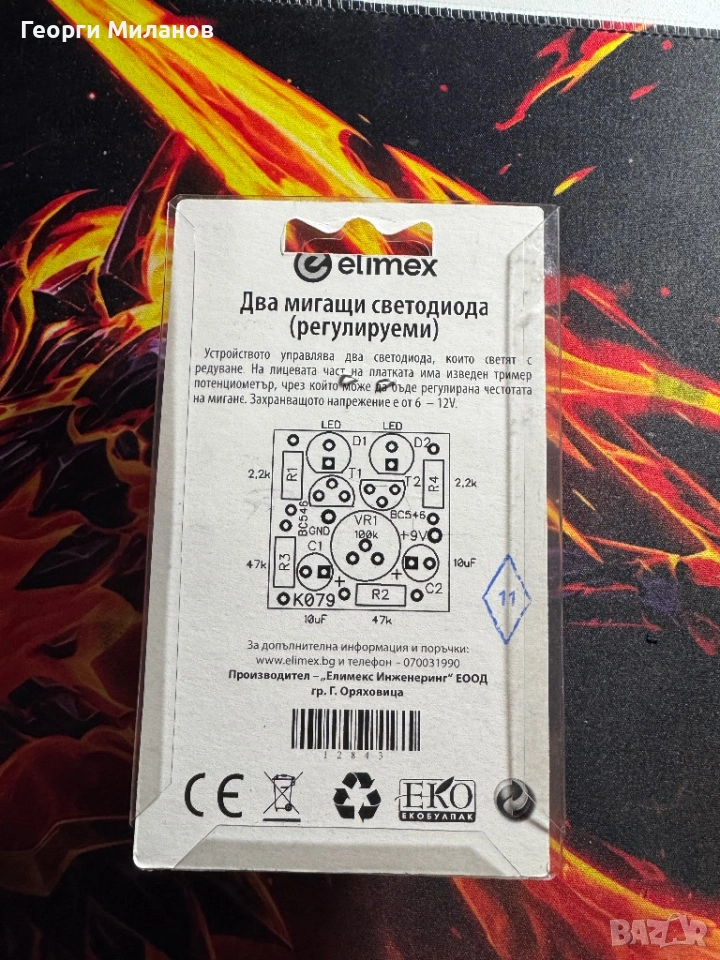 Георги Миланов
elimex
Два мигащи светодиода
(регулируеми)
Устройството управлява два светодиода, които светят с
редуване. На лицевата част на платката има изведен тример
потенциометър, чрез който може да бъде регулирана честотата
на мигане. Захранващото напрежение е от 6 – 12V.
LED LED
D1 D2
2,2k R1 T1 T2 R4 2,2k
BC546 GND VR1 100k BC546 +9V
47k R3 C1 + + C2 10uF
K079 R2
10uF 47k
11
За допълнителна информация и поръчки:
www.elimex.bg и телефон - 070031990
Производител – „Елимекс Инженеринг“ ЕООД
гр. Г. Оряховица
12843
CE EKO
ЕКОБУЛПАК
BAZAR